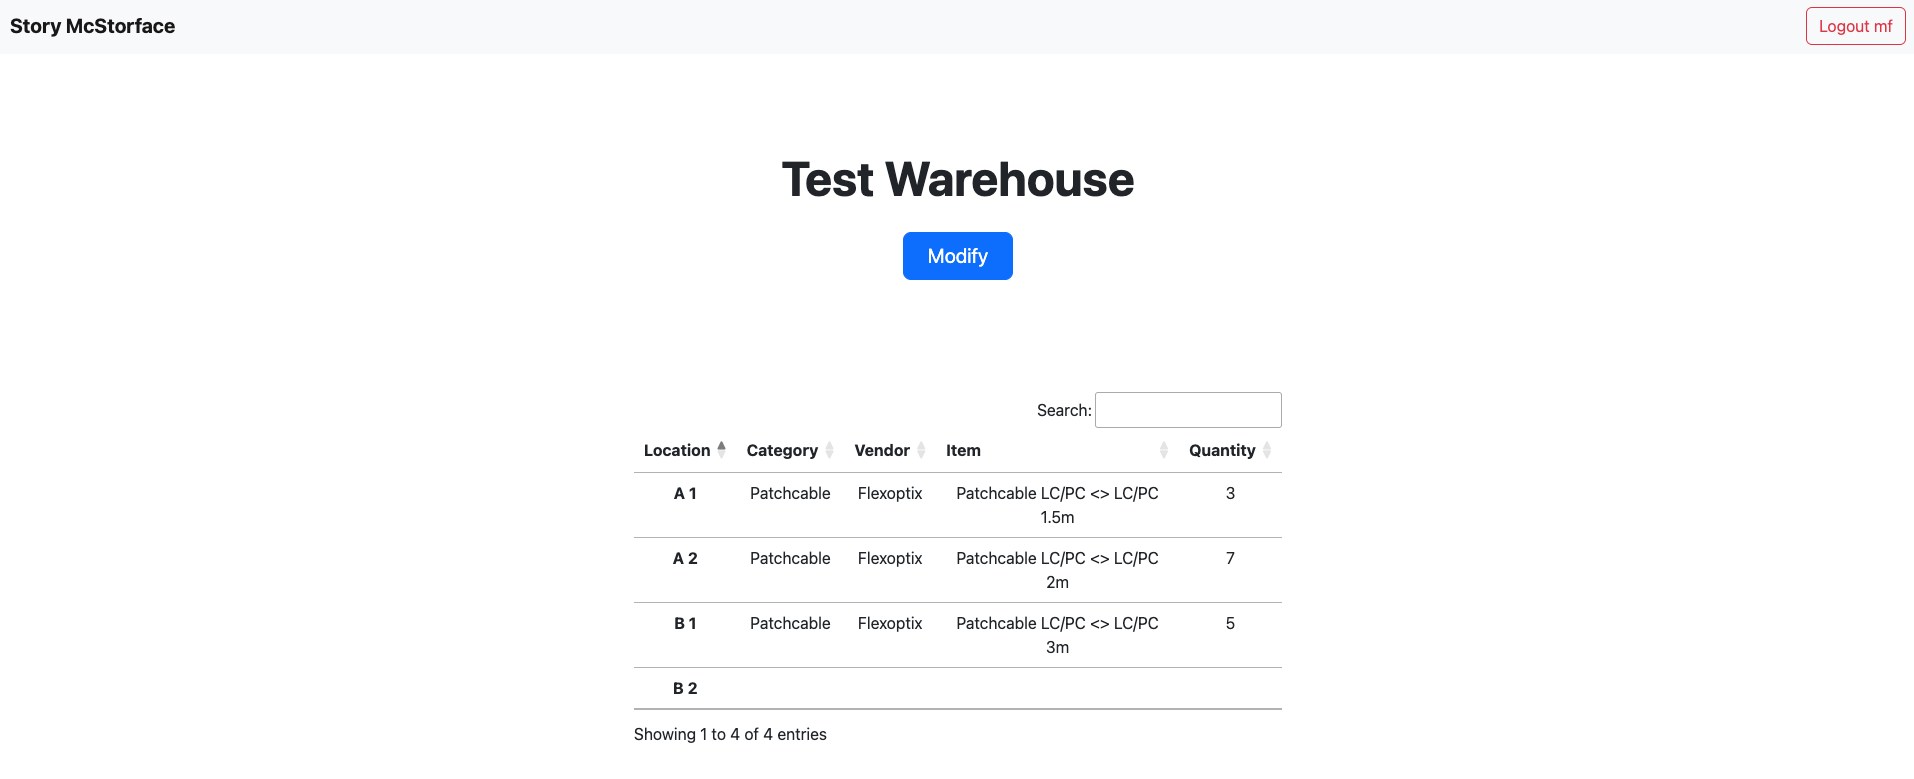 Story McStorface
Logout mf
Test Warehouse
Modify
Search:
Location Category Vendor Item Quantity
A 1 Patchcable Flexoptix Patchcable LC/PC <> LC/PC 3
1.5m
A 2 Patchcable Flexoptix Patchcable LC/PC <> LC/PC 7
2m
B 1 Patchcable Flexoptix Patchcable LC/PC <> LC/PC 5
3m
B 2
Showing 1 to 4 of 4 entries